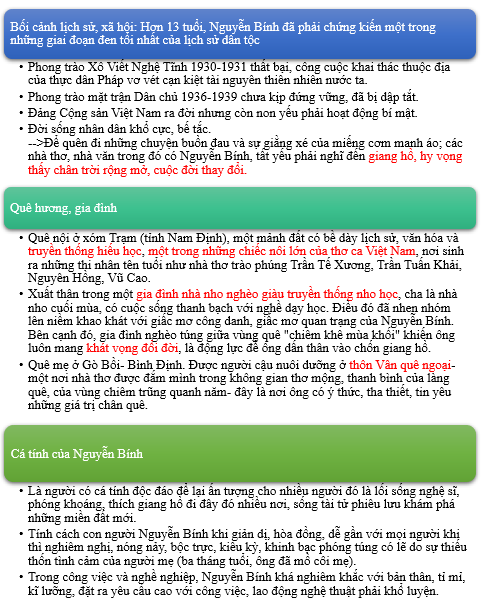 Bối cảnh lịch sử, xã hội: Hơn 13 tuổi, Nguyễn Bính đã phải chứng kiến một trong
những giai đoạn đen tối nhất của lịch sử dân tộc
• Phong trào Xô Viết Nghệ Tĩnh 1930-1931 thất bại, công cuộc khai thác thuộc địa
của thực dân Pháp vơ vét cạn kiệt tài nguyên thiên nhiên nước ta.
• Phong trào mặt trận Dân chủ 1936-1939 chưa kịp đứng vững, đã bị dập tắt.
• Đảng Cộng sản Việt Nam ra đời nhưng còn non yếu phải hoạt động bí mật.
• Đời sống nhân dân khổ cực, bế tắc.
-->Để quên đi những chuyện buồn đau và sự giằng xé của miếng cơm manh áo; các
nhà thơ, nhà văn trong đó có Nguyễn Bính, tất yếu phải nghĩ đến giang hồ, hy vọng
thấy chân trời rộng mở, cuộc đời thay đổi.
Quê hương, gia đình
• Quê nội ở xóm Trạm (tỉnh Nam Định), một mảnh đất có bề dày lịch sử, văn hóa và
truyền thống hiếu học, một trong những chiếc nôi lớn của thơ ca Việt Nam, nơi sinh
ra những thi nhân tên tuổi như nhà thơ trào phúng Trần Tế Xương, Trần Tuấn Khải,
Nguyên Hồng, Vũ Cao.
• Xuất thân trong một gia đình nhà nho nghèo giàu truyền thống nho học, cha là nhà
nho cuối mùa, có cuộc sống thanh bạch với nghề dạy học. Điều đó đã nhen nhóm
lên niềm khao khát với giấc mơ công danh, giấc mơ quan trạng của Nguyễn Bính.
Bên cạnh đó, gia đình nghèo túng giữa vùng quê "chiêm khê mùa khối" khiến ông
luôn mang khát vọng đổi đời, là động lực để ông dấn thân vào chốn giang hồ.
• Quê mẹ ở Gò Bồi- Bình Định. Được người cậu nuôi dưỡng ở thôn Vân quê ngoại-
một nơi nhà thơ được đắm mình trong không gian thơ mộng, thanh bình của làng
quê, của vùng chiêm trũng quanh năm- đây là nơi ông có ý thức, tha thiết, tin yêu
những giá trị chân quê.
Cá tính của Nguyễn Bính
• Là người có cá tính độc đáo để lại ấn tượng cho nhiều người đó là lối sống nghệ sĩ,
phóng khoáng, thích giang hồ đi đây đó nhiều nơi, sống tài tử phiêu lưu khám phá
những miền đất mới.
• Tính cách con người Nguyễn Bính khi giản dị, hòa đồng, dễ gần với mọi người khi
thì nghiêm nghị, nóng nảy, bộc trực, kiêu kỳ, khinh bạc phóng túng có lẽ do sự thiếu
thốn tình cảm của người mẹ (ba tháng tuổi, ông đã mồ côi mẹ).
• Trong công việc và nghề nghiệp, Nguyễn Bính khá nghiêm khắc với bản thân, tỉ mỉ,
kĩ lưỡng, đặt ra yêu cầu cao với công việc, lao động nghệ thuật phải khổ luyện.